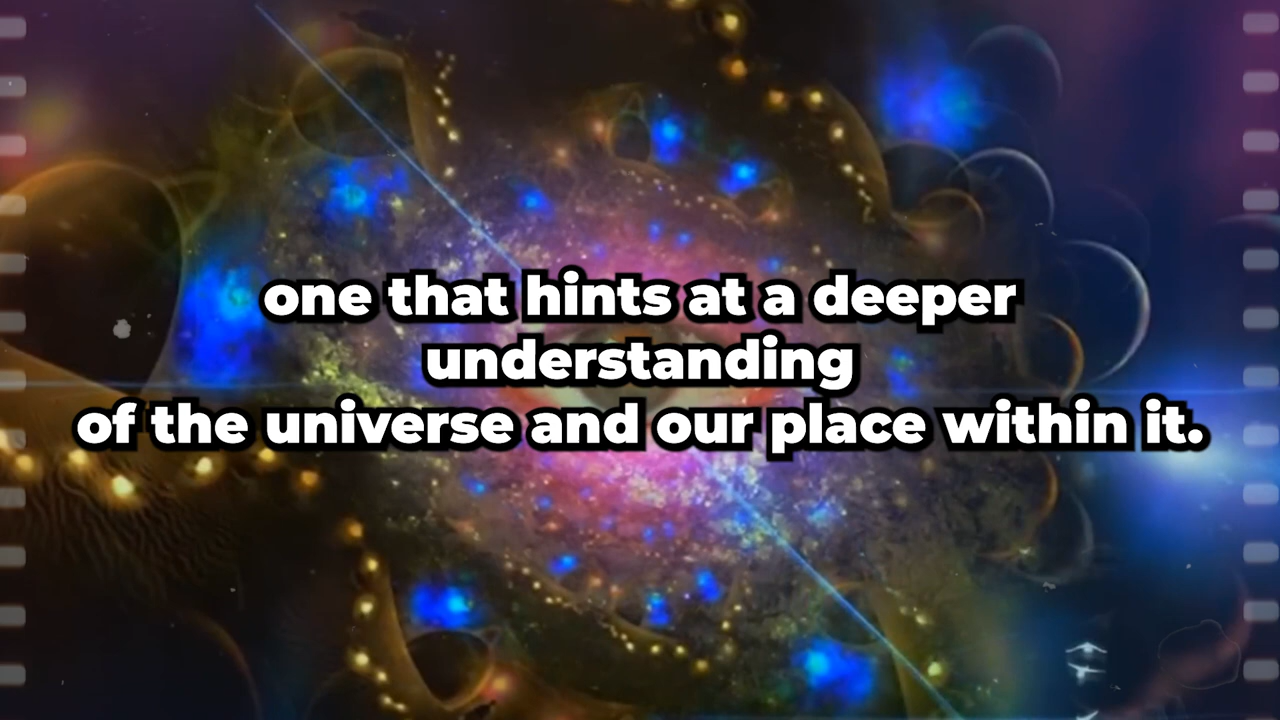 one that hints at a deeper
understanding
of the universe and our place within it.